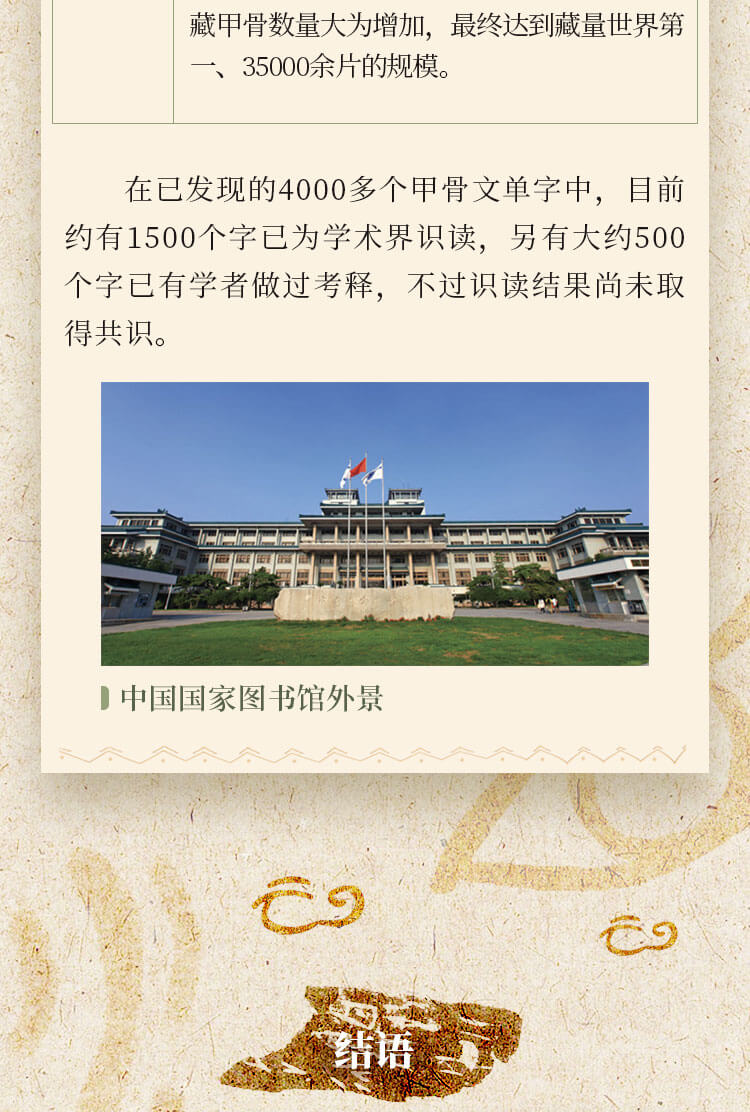 藏甲骨数量大为增加，最终达到藏量世界第
一、35000余片的规模。
在已发现的4000多个甲骨文单字中，目前
约有1500个字已为学术界识读，另有大约500
个字已有学者做过考释，不过识读结果尚未取
得共识。
中国国家图书馆外景
结语